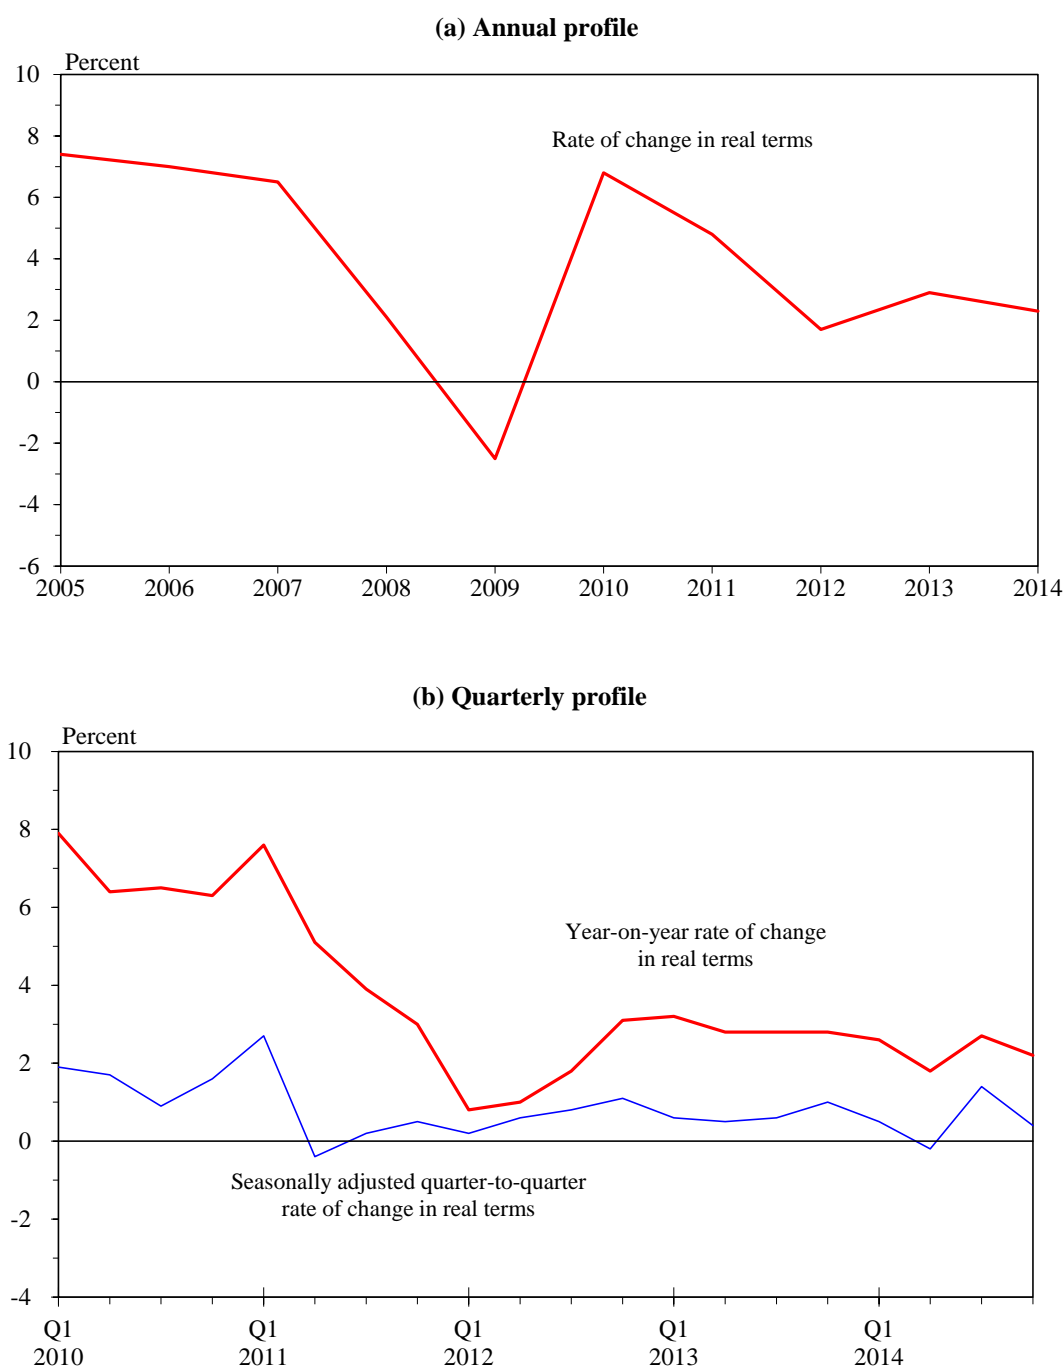 (a) Annual profile
Percent
10
8
6
4
2
0
-2
-4
-6
Rate of change in real terms
2005 2006 2007 2008 2009 2010 2011 2012 2013 2014
(b) Quarterly profile
Percent
10
8
6
4
2
0
-2
-4
Year-on-year rate of change
in real terms
Seasonally adjusted quarter-to-quarter
rate of change in real terms
Q1 Q1 Q1 Q1 Q1
2010 2011 2012 2013 2014